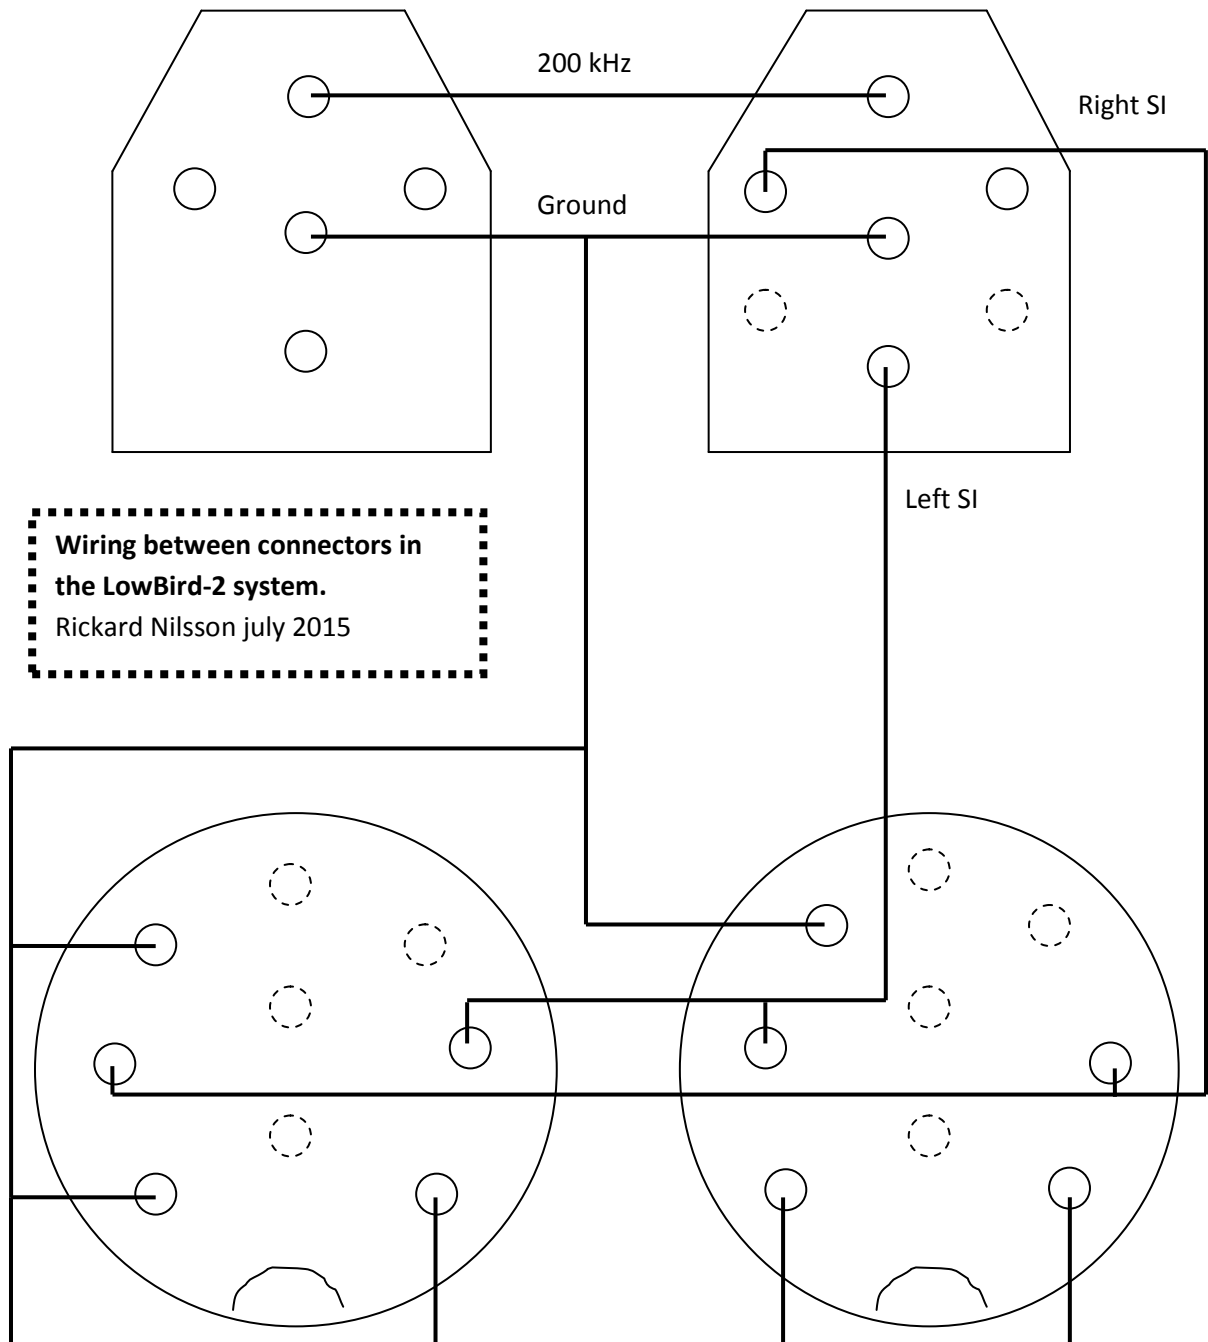 200 kHz
Right SI
Ground
Left SI
Wiring between connectors in
the LowBird-2 system.
Rickard Nilsson july 2015